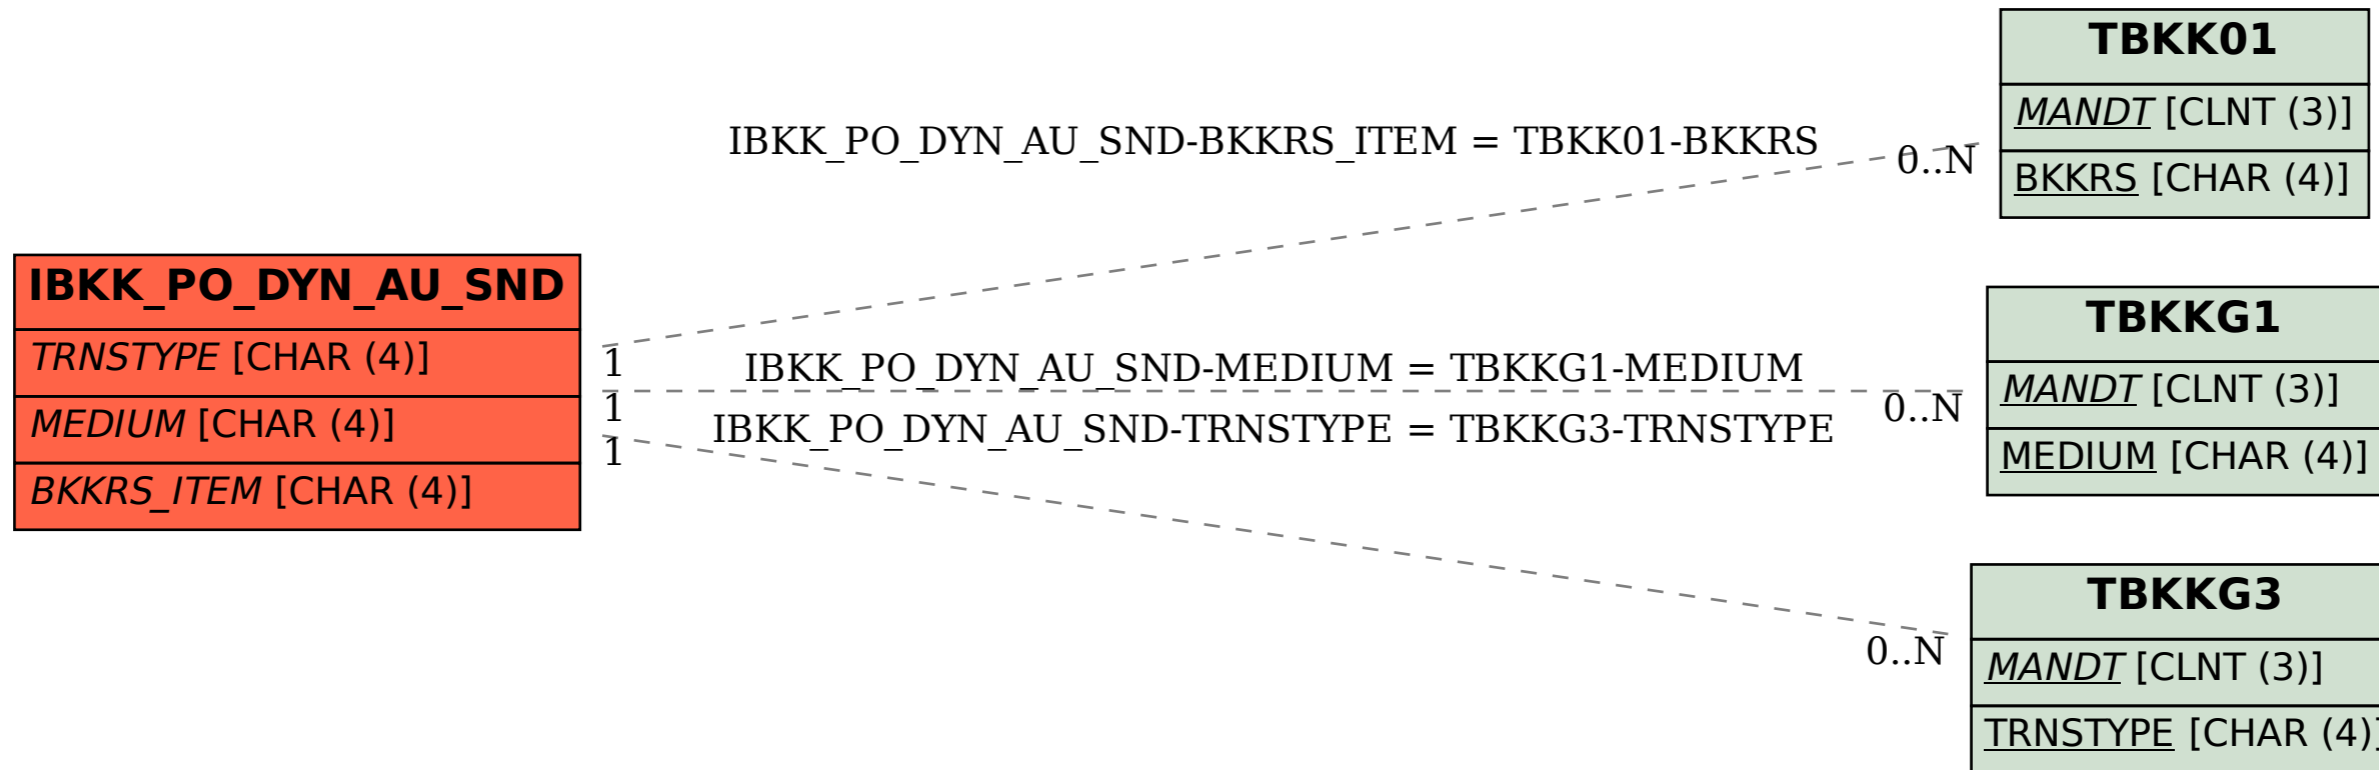 TBKK01
MANDT [CLNT (3)]
BKKRS [CHAR (4)]
IBKK_PO_DYN_AU_SND-BKKRS_ITEM = TBKK01-BKKRS
0..N
IBKK_PO_DYN_AU_SND
TRNSTYPE [CHAR (4)]
MEDIUM [CHAR (4)]
BKKRS_ITEM [CHAR (4)]
1
IBKK_PO_DYN_AU_SND-MEDIUM = TBKKG1-MEDIUM
1
0..N
IBKK_PO_DYN_AU_SND-TRNSTYPE = TBKKG3-TRNSTYPE
1
TBKKG1
MANDT [CLNT (3)]
MEDIUM [CHAR (4)]
0..N
TBKKG3
MANDT [CLNT (3)]
TRNSTYPE [CHAR (4)]